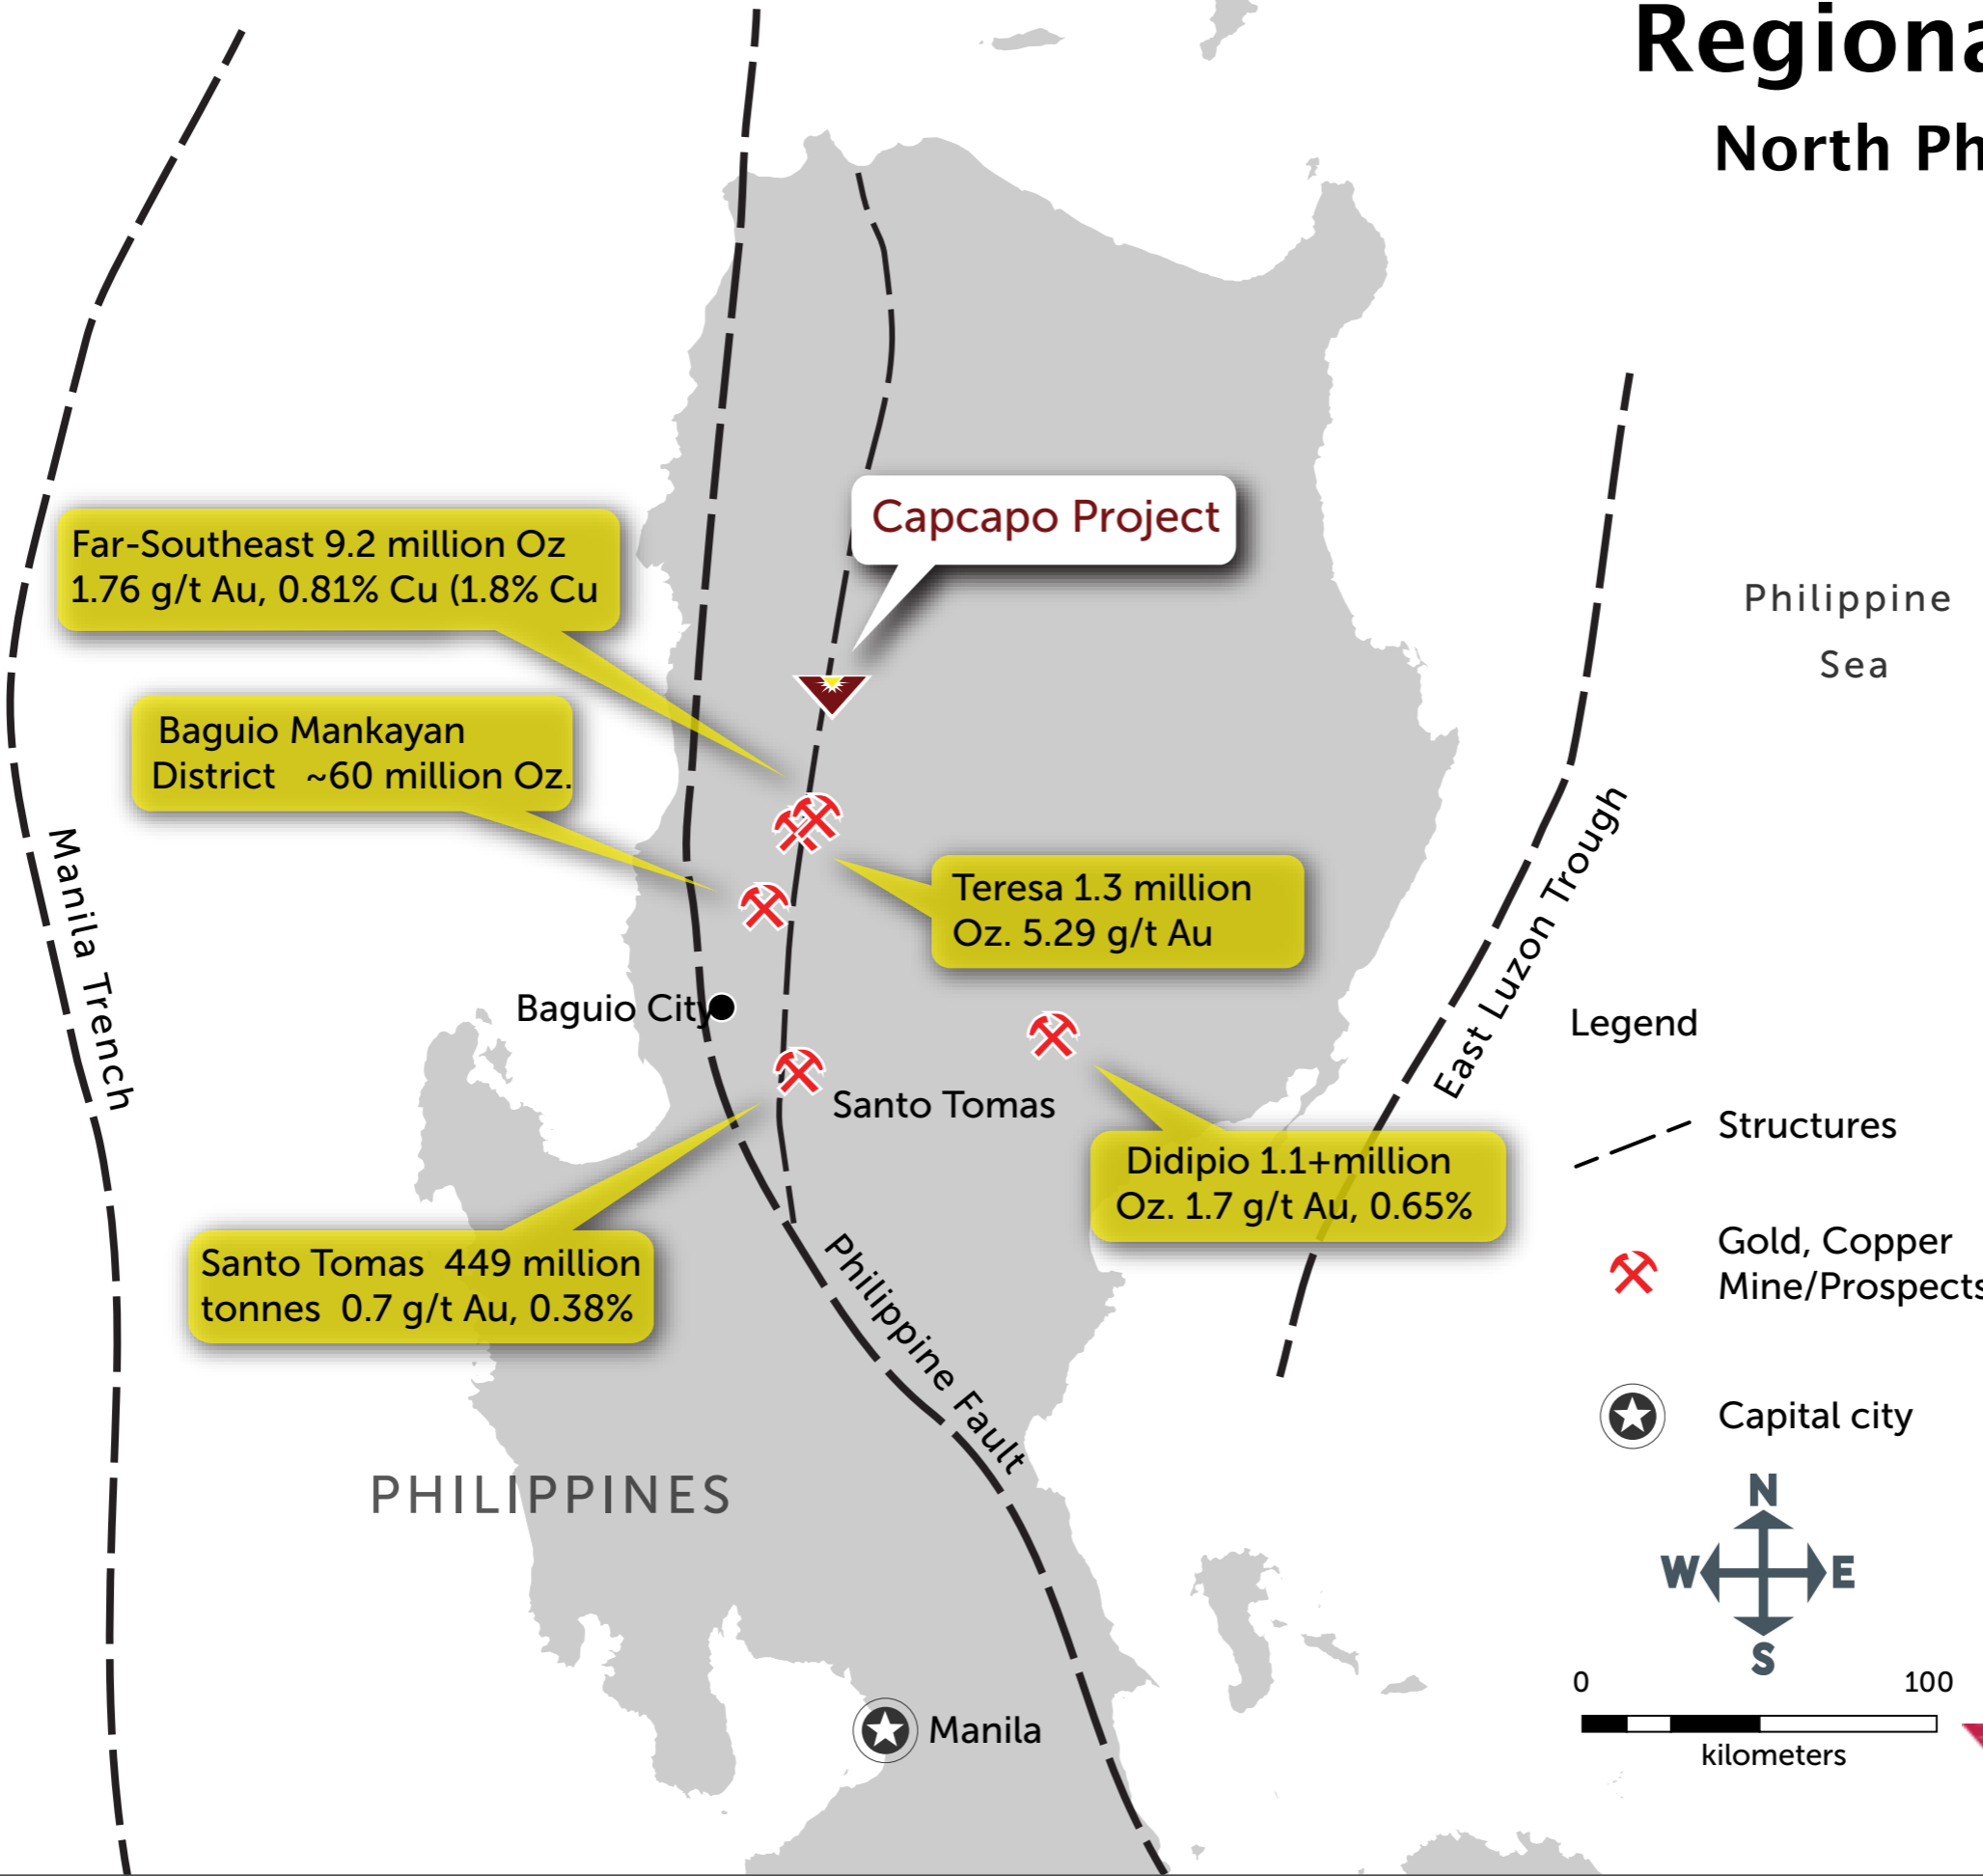 Regiona
North Ph
Capcapo Project
Far-Southeast 9.2 million Oz
1.76 g/t Au, 0.81% Cu (1.8% Cu
Philippine
Sea
Baguio Mankayan
District ~60 million Oz.
Manila Trench
East Luzon Trough
Teresa 1.3 million
Oz. 5.29 g/t Au
Baguio City
Legend
Santo Tomas
Structures
Didipio 1.1+million
Oz. 1.7 g/t Au, 0.65%
Santo Tomas 449 million
tonnes 0.7 g/t Au, 0.38%
Philippine Fault
Gold, Copper
Mine/Prospects
Capital city
PHILIPPINES
N
W E
S
0 100
kilometers
Manila